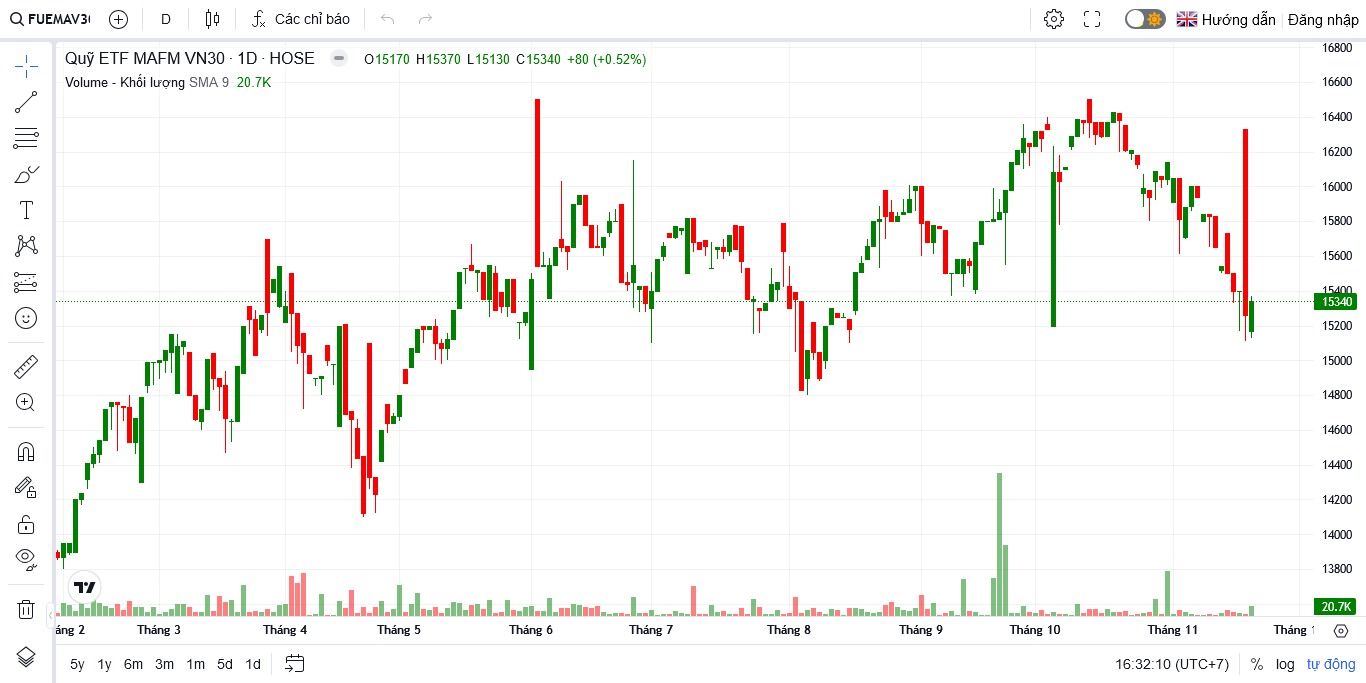 FUEMAV30
D
Các chỉ báo
Hướng dẫn
Đăng nhập
Quỹ ETF MAFM VN30 · 1D · HOSE
O15170 H15370 L15130 C15340 +80 (+0.52%)
Volume - Khối lượng SMA 9 20.7K
16800
16600
16400
16200
16000
15800
15600
15400
15340
15200
15000
14800
14600
14400
14200
14000
13800
20.7K
áng 2 Tháng 3 Tháng 4 Tháng 5 Tháng 6 Tháng 7 Tháng 8 Tháng 9 Tháng 10 Tháng 11 Tháng 1
5y 1y 6m 3m 1m 5d 1d
16:32:10 (UTC+7) % log tự động